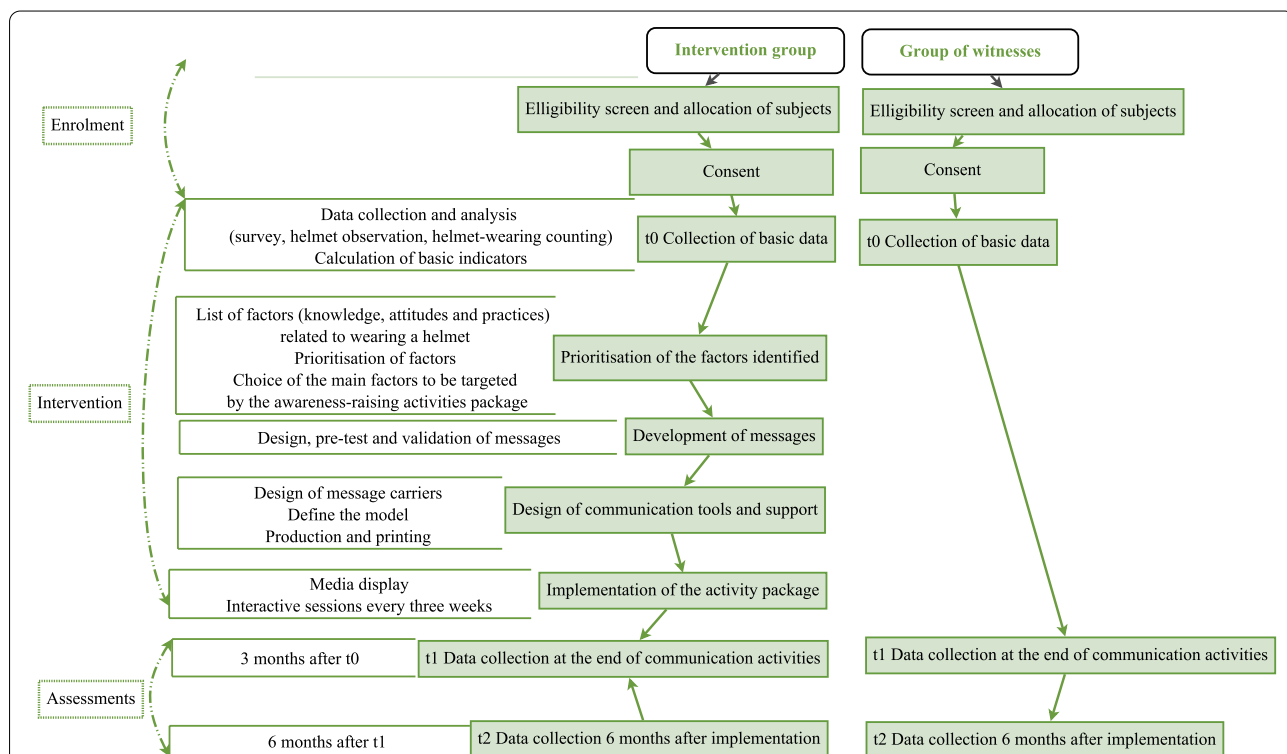 Intervention group
Group of witnesses
Elligibility screen and allocation of subjects
Elligibility screen and allocation of subjects
Enrolment
Consent
Consent
Data collection and analysis
(survey, helmet observation, helmet-wearing counting)
Calculation of basic indicators
t0 Collection of basic data
t0 Collection of basic data
List of factors (knowledge, attitudes and practices)
related to wearing a helmet
Prioritisation of factors
Choice of the main factors to be targeted
by the awareness-raising activities package
Prioritisation of the factors identified
Intervention
Design, pre-test and validation of messages
Development of messages
Design of message carriers
Define the model
Production and printing
Design of communication tools and support
Media display
Interactive sessions every three weeks
Implementation of the activity package
3 months after t0
t1 Data collection at the end of communication activities
t1 Data collection at the end of communication activities
Assessments
6 months after t1
t2 Data collection 6 months after implementation
t2 Data collection 6 months after implementation